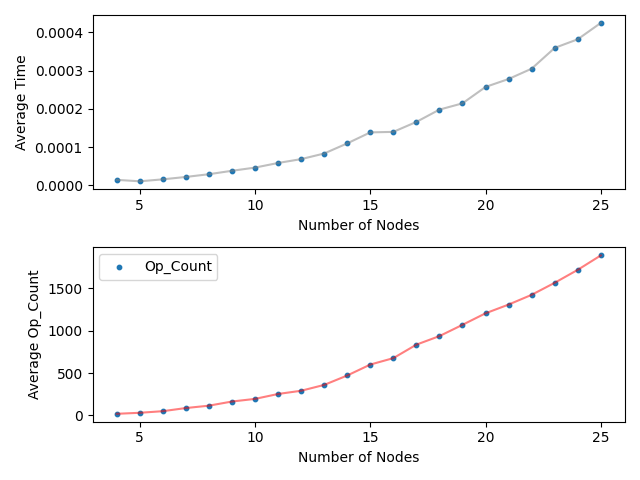 0.0004
0.0003
0.0002
0.0001
0.0000
Average Time
5 10 15 20 25
Number of Nodes
Op_Count
1500
1000
500
0
Average Op_Count
5 10 15 20 25
Number of Nodes